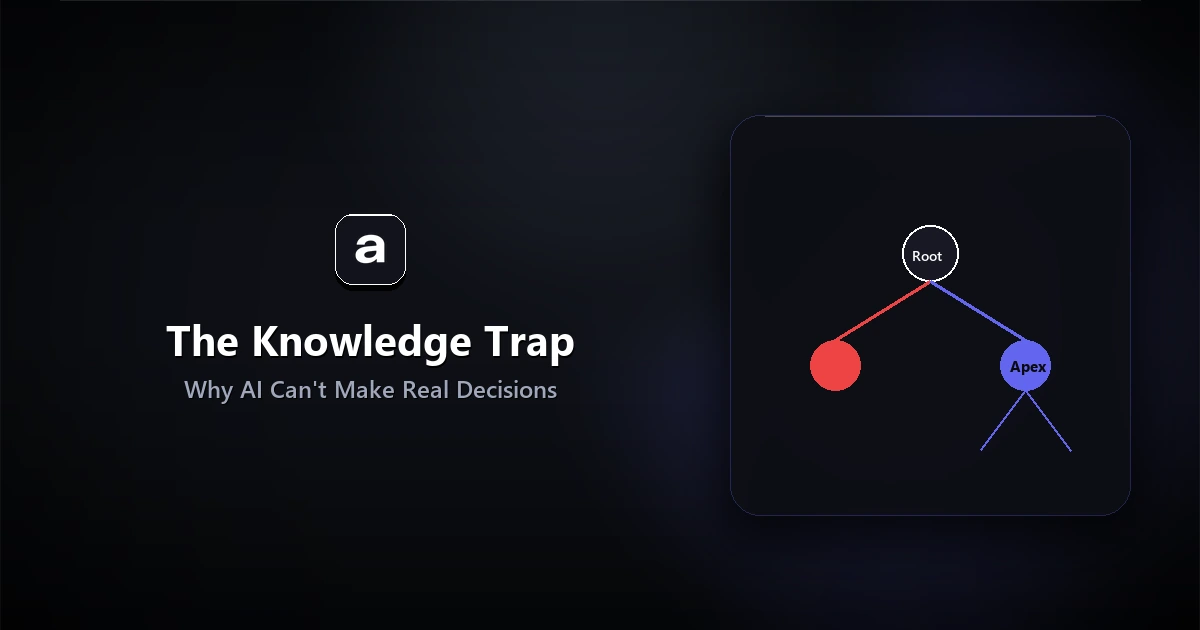 a
The Knowledge Trap
Why AI Can't Make Real Decisions
Root
Apex